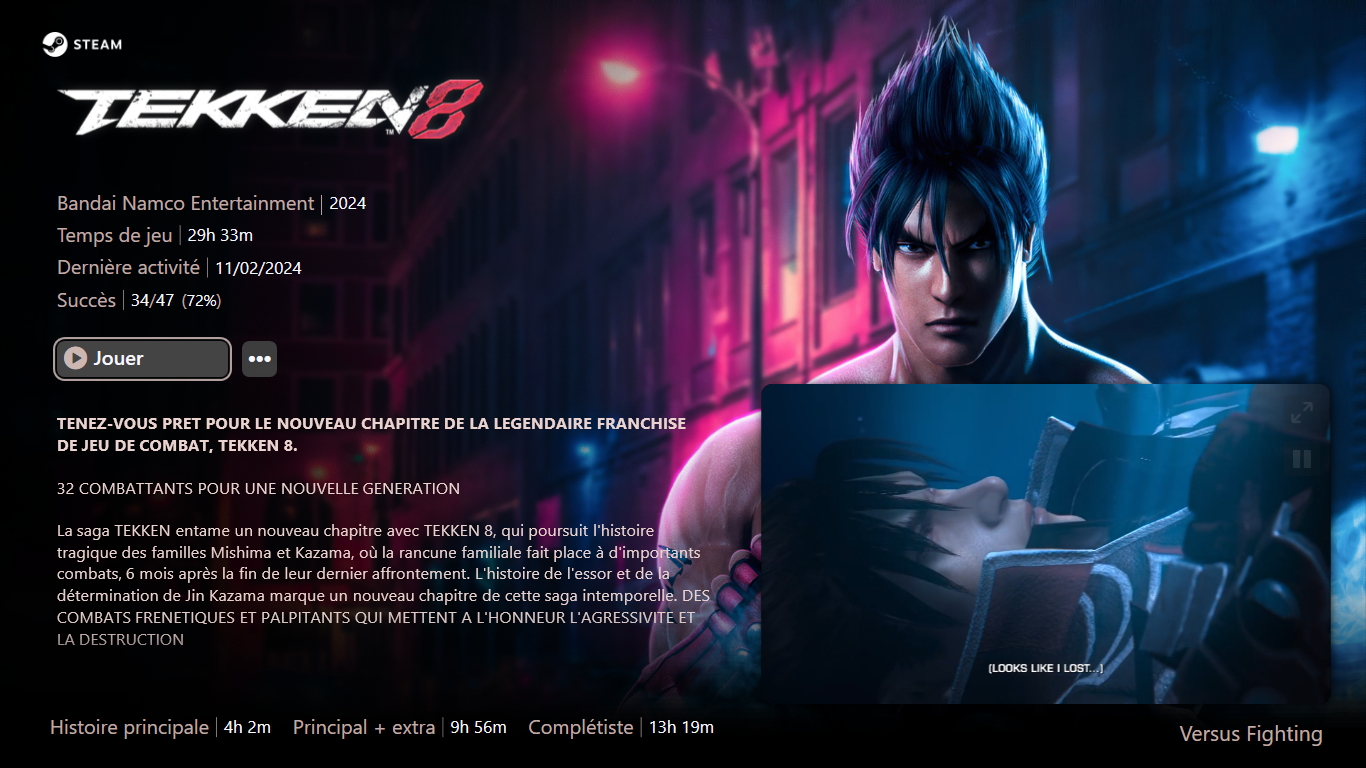 STEAM
TEKKEN 8
TM
Bandai Namco Entertainment | 2024
Temps de jeu | 29h 33m
Dernière activité | 11/02/2024
Succès | 34/47 (72%)
Jouer
TENEZ-VOUS PRET POUR LE NOUVEAU CHAPITRE DE LA LEGENDAIRE FRANCHISE
DE JEU DE COMBAT, TEKKEN 8.
32 COMBATTANTS POUR UNE NOUVELLE GENERATION
La saga TEKKEN entame un nouveau chapitre avec TEKKEN 8, qui poursuit l'histoire
tragique des familles Mishima et Kazama, où la rancune familiale fait place à d'importants
combats, 6 mois après la fin de leur dernier affrontement. L'histoire de l'essor et de la
détermination de Jin Kazama marque un nouveau chapitre de cette saga intemporelle. DES
COMBATS FRENETIQUES ET PALPITANTS QUI METTENT A L'HONNEUR L'AGRESSIVITE ET
LA DESTRUCTION
(LOOKS LIKE I LOST...)
Histoire principale | 4h 2m Principal + extra | 9h 56m Complétiste | 13h 19m
Versus Fighting